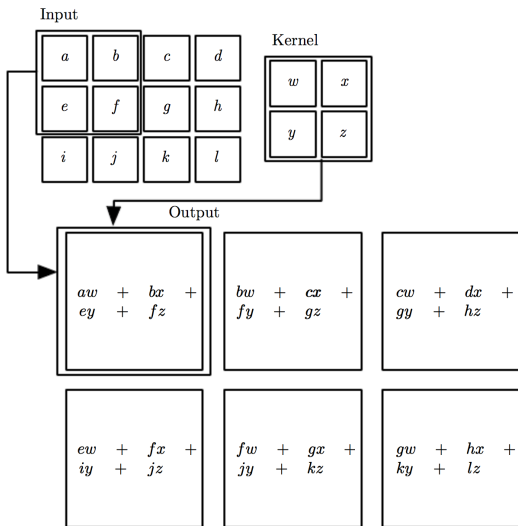 Input
a b c d
Kernel
w x
e f g h
y z
i j k l
Output
aw + bx +
ey + fz
bw + cx +
fy + gz
cw + dx +
gy + hz
ew + fx +
iy + jz
fw + gx +
jy + kz
gw + hx +
ky + lz